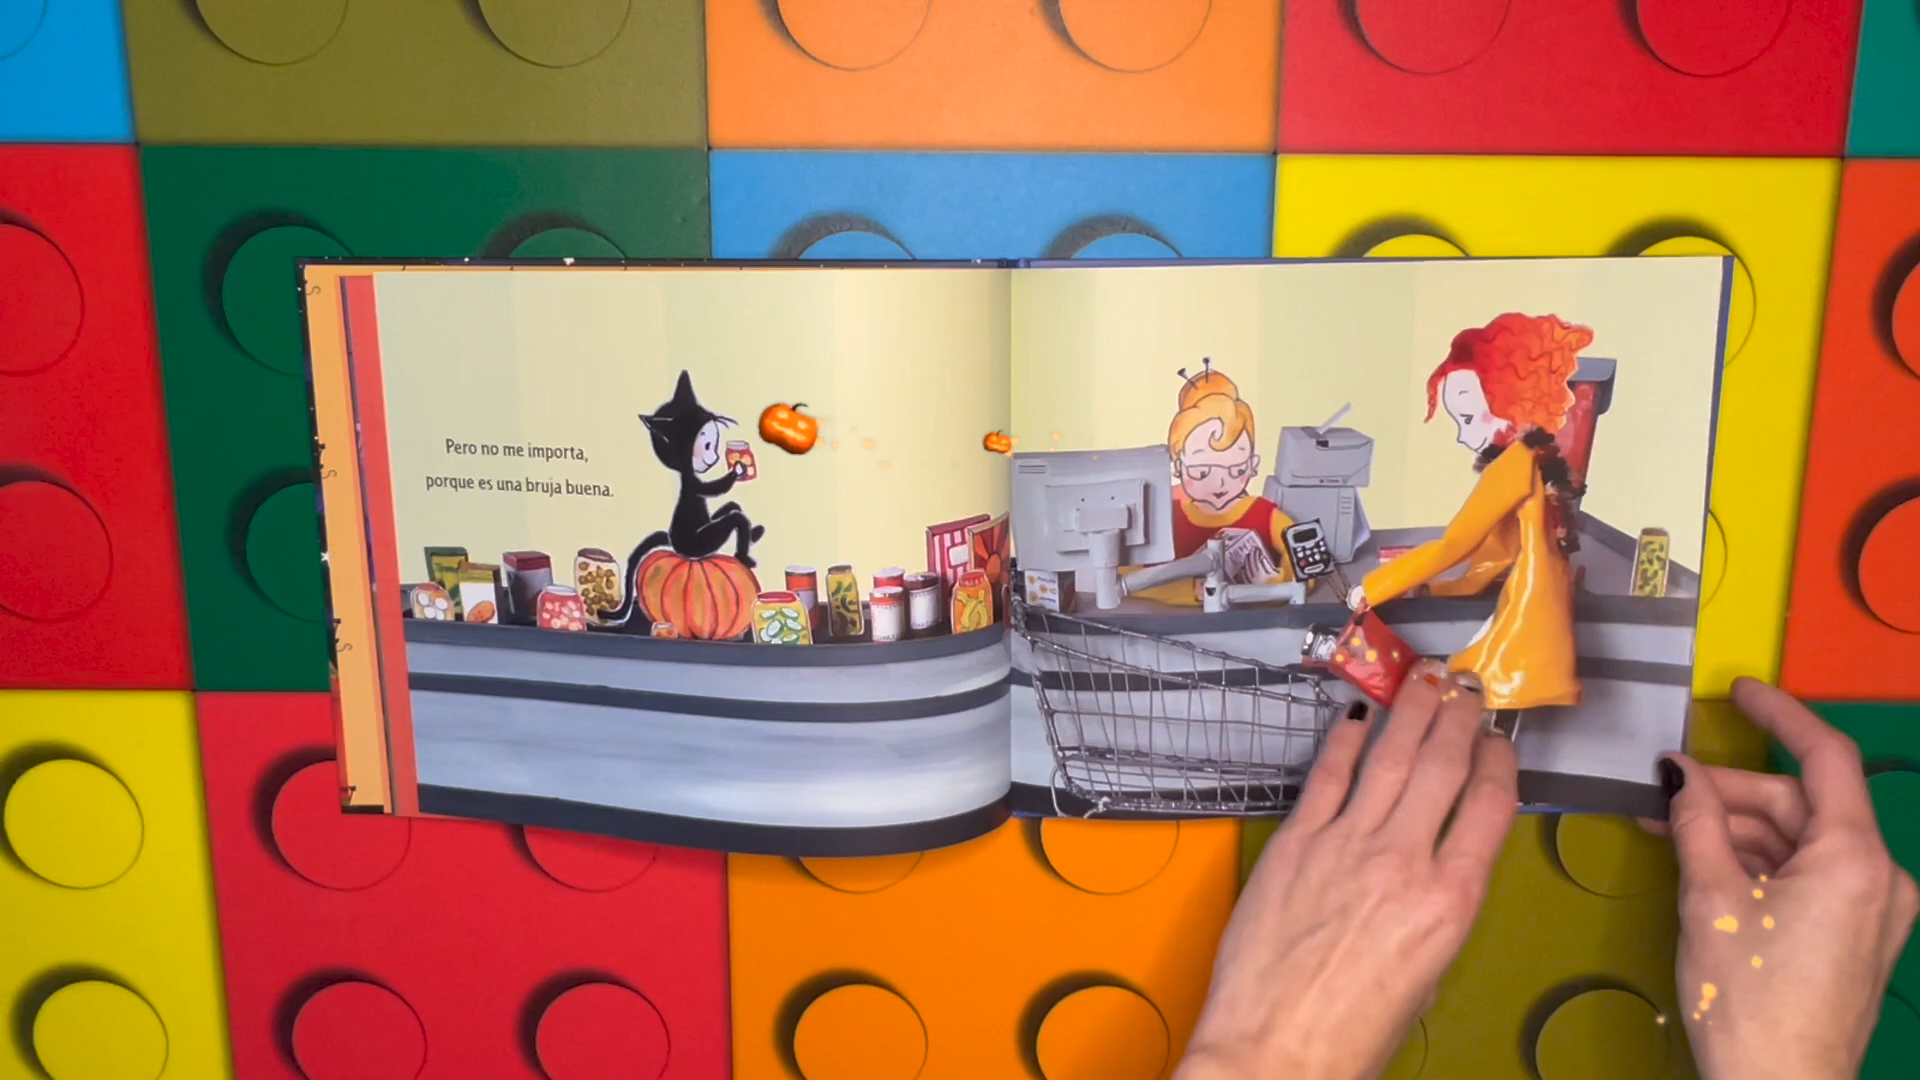 Pero no me importa,
porque es una bruja buena.